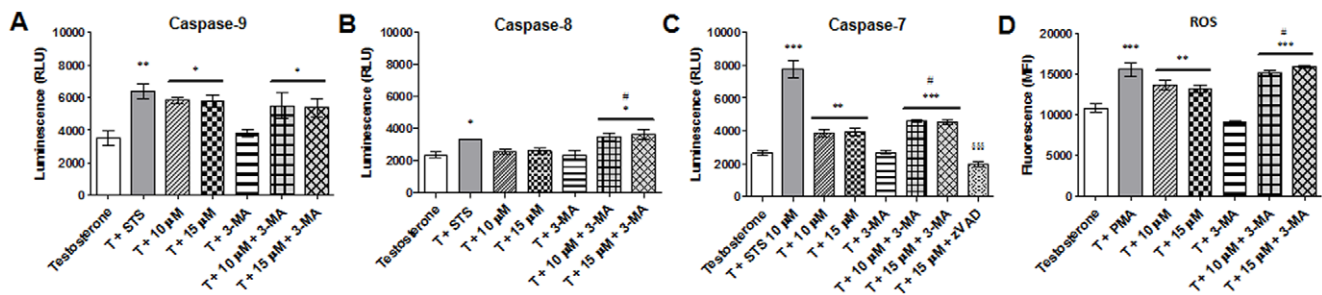 A
Caspase-9
Luminescence (RLU)
10000
8000
6000
4000
2000
0
**
*
*
Testosterone
T + STS
T + 10 µM
T + 15 µM
T + 3-MA
T + 10 µM + 3-MA
T + 15 µM + 3-MA
B
Caspase-8
Luminescence (RLU)
10000
8000
6000
4000
2000
0
*
#
*
Testosterone
T + STS
T + 10 µM
T + 15 µM
T + 3-MA
T + 10 µM + 3-MA
T + 15 µM + 3-MA
C
Caspase-7
Luminescence (RLU)
10000
8000
6000
4000
2000
0
***
**
#
***
Testosterone
T + STS 10 µM
T + 10 µM
T + 15 µM
T + 3-MA
T + 10 µM + 3-MA
T + 15 µM + 3-MA
T + 15 µM + zVAD
D
ROS
Fluorescence (MFI)
20000
15000
10000
5000
0
***
**
#
***
Testosterone
T + PMA
T + 10 µM
T + 15 µM
T + 3-MA
T + 10 µM + 3-MA
T + 15 µM + 3-MA